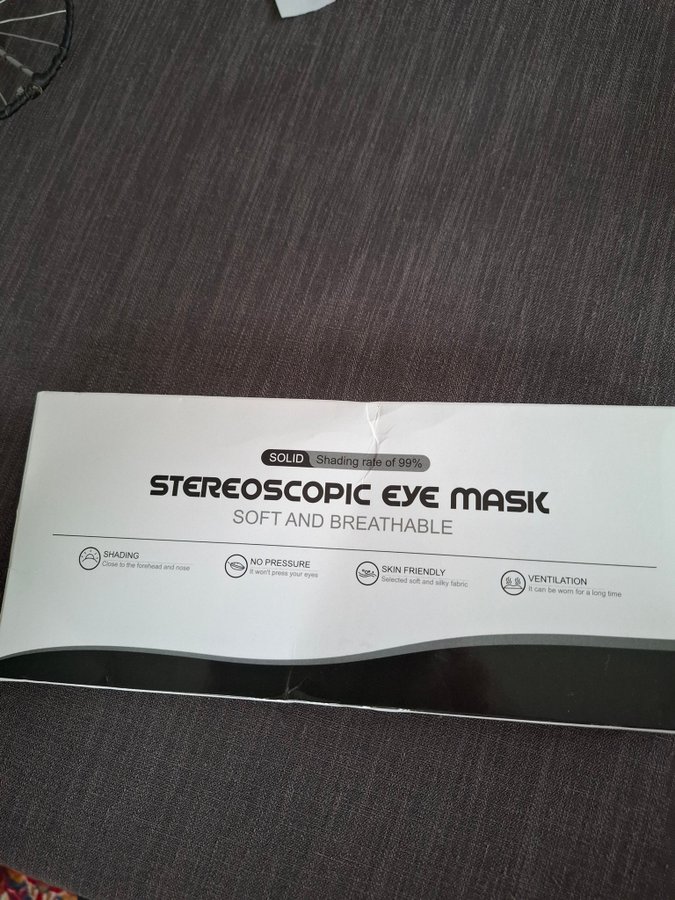 SOLID Shading rate of 99%
STEREOSCOPIC EYE MASK
SOFT AND BREATHABLE
SHADING
Close to the forehead and nose
NO PRESSURE
It won't press your eyes
SKIN FRIENDLY
Selected soft and silky fabric
VENTILATION
It can be worn for a long time